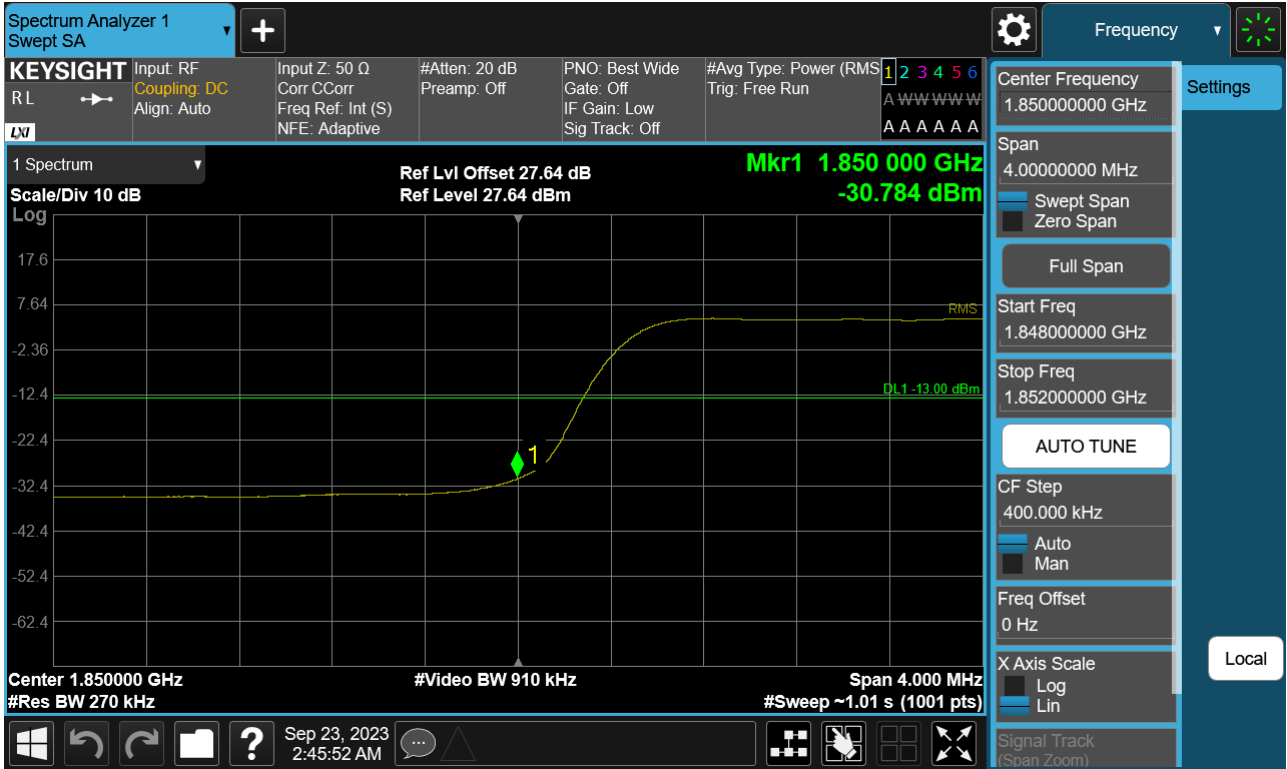 Spectrum Analyzer 1
Swept SA
Frequency
KEYSIGHT
R L
LXI
Input: RF
Coupling: DC
Align: Auto
Input Z: 50 Ω
Corr CCorr
Freq Ref: Int (S)
NFE: Adaptive
#Atten: 20 dB
Preamp: Off
PNO: Best Wide
Gate: Off
IF Gain: Low
Sig Track: Off
#Avg Type: Power (RMS
Trig: Free Run
1 2 3 4 5 6
A W W W W W
A A A A A A
1 Spectrum
Scale/Div 10 dB
Log
Ref Lvl Offset 27.64 dB
Ref Level 27.64 dBm
Mkr1 1.850 000 GHz
-30.784 dBm
17.6
7.64
-2.36
-12.4
-22.4
-32.4
-42.4
-52.4
-62.4
RMS
DL1 -13.00 dBm
1
Center 1.850000 GHz
#Res BW 270 kHz
#Video BW 910 kHz
Span 4.000 MHz
#Sweep ~1.01 s (1001 pts)
Sep 23, 2023
2:45:52 AM
Center Frequency
1.850000000 GHz
Span
4.00000000 MHz
Swept Span
Zero Span
Full Span
Start Freq
1.848000000 GHz
Stop Freq
1.852000000 GHz
AUTO TUNE
CF Step
400.000 kHz
Auto
Man
Freq Offset
0 Hz
X Axis Scale
Log
Lin
Signal Track
(Span Zoom)
Settings
Local